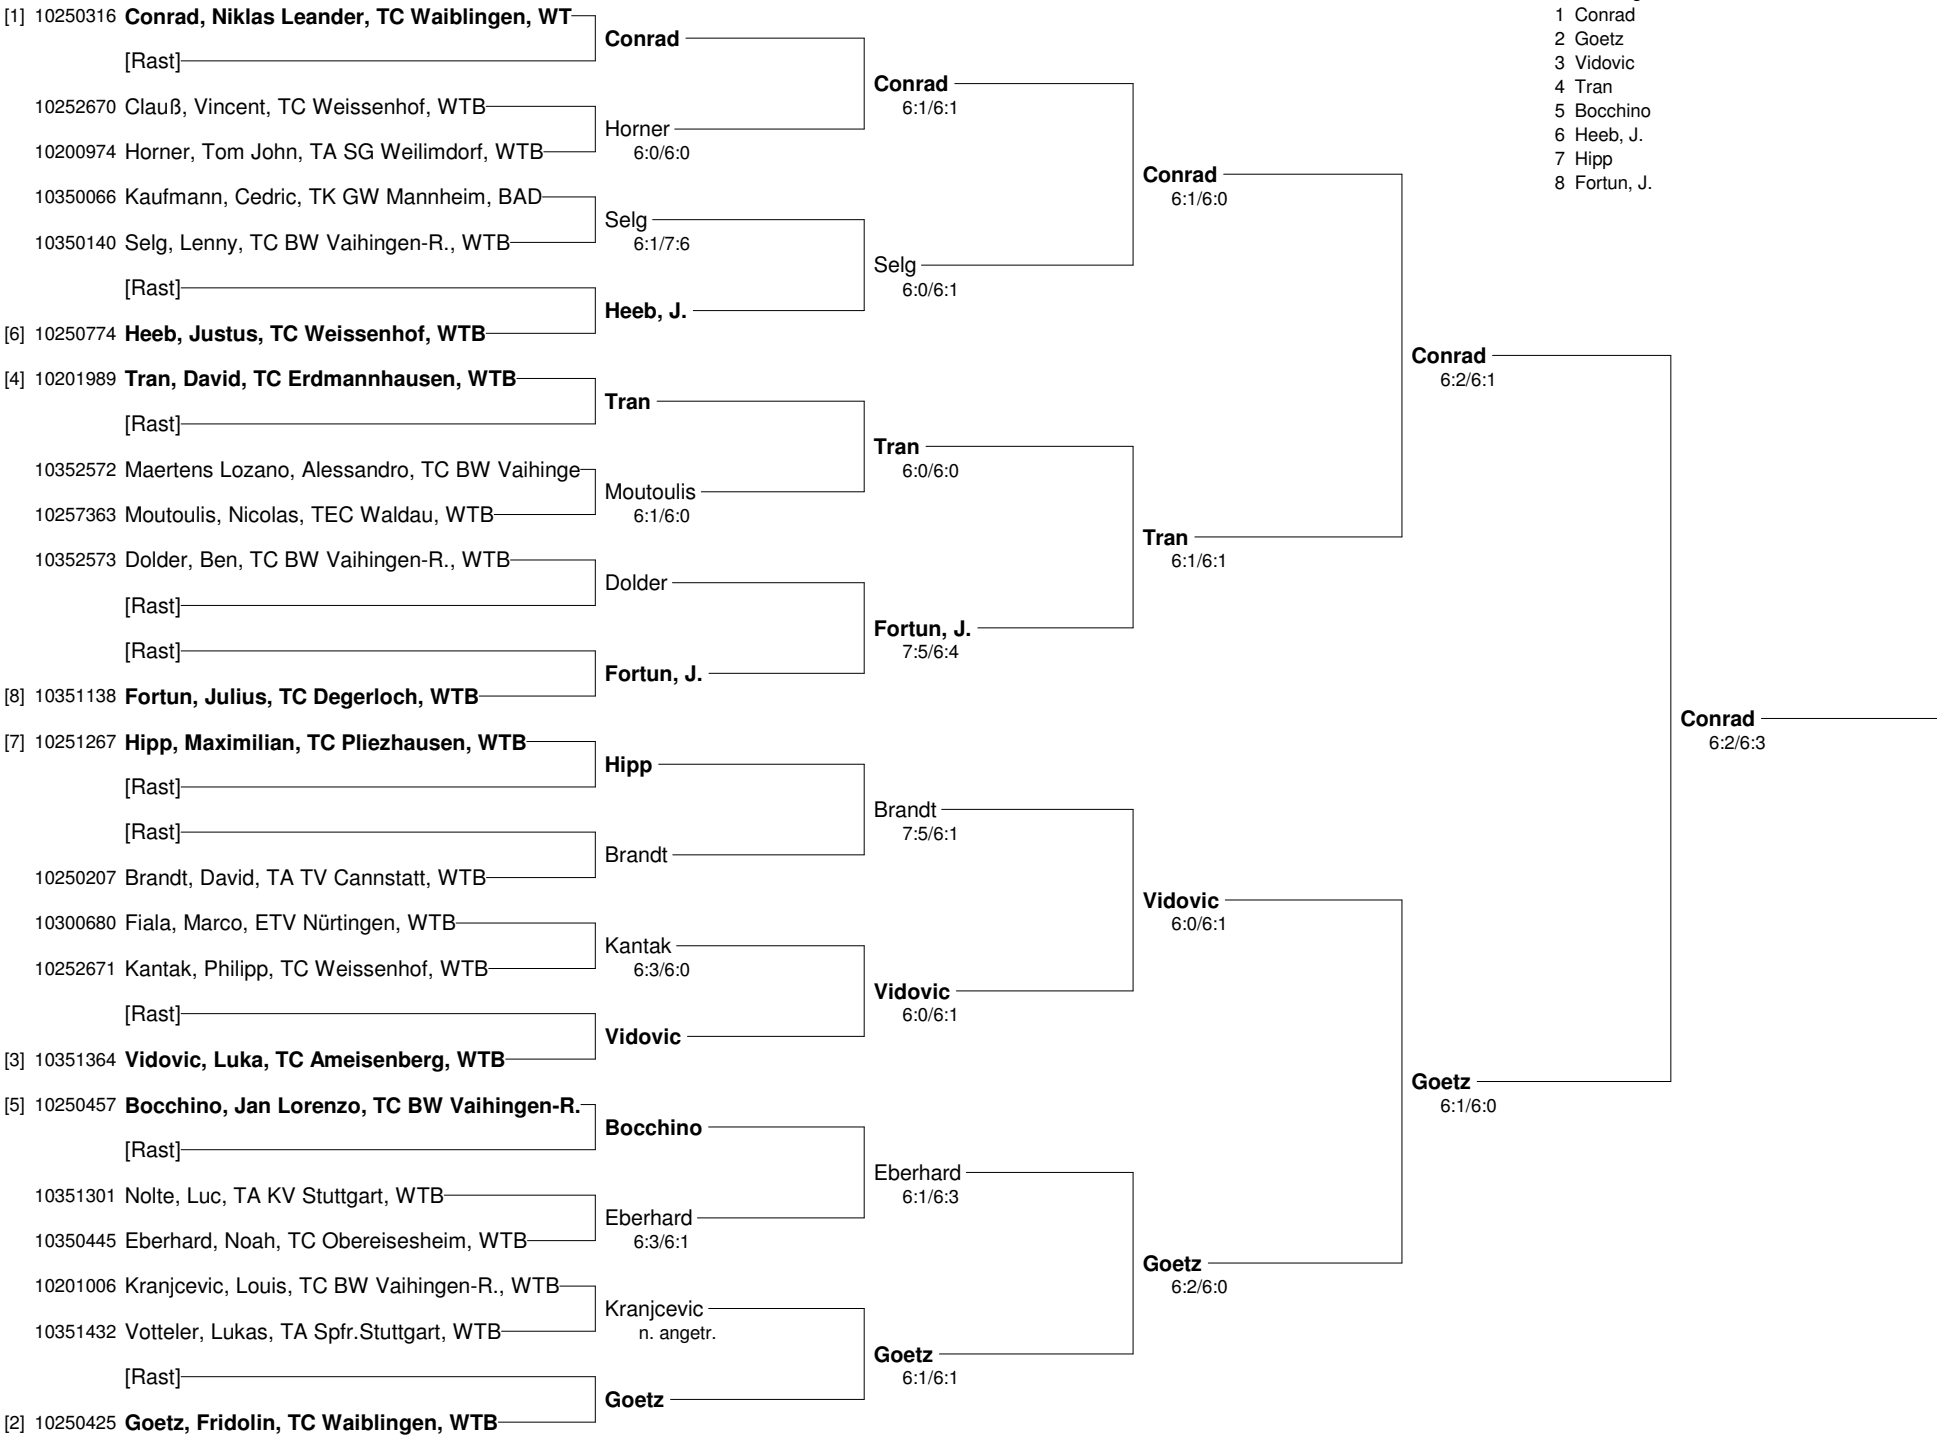 [1] 10250316 Conrad, Niklas Leander, TC Waiblingen, WT
[Rast]
10252670 Clauß, Vincent, TC Weissenhof, WTB
10200974 Horner, Tom John, TA SG Weilimdorf, WTB
10350066 Kaufmann, Cedric, TK GW Mannheim, BAD
10350140 Selg, Lenny, TC BW Vaihingen-R., WTB
[Rast]
[6] 10250774 Heeb, Justus, TC Weissenhof, WTB
[4] 10201989 Tran, David, TC Erdmannhausen, WTB
[Rast]
10352572 Maertens Lozano, Alessandro, TC BW Vaihinge
10257363 Moutoulis, Nicolas, TEC Waldau, WTB
10352573 Dolder, Ben, TC BW Vaihingen-R., WTB
[Rast]
[Rast]
[8] 10351138 Fortun, Julius, TC Degerloch, WTB
[7] 10251267 Hipp, Maximilian, TC Pliezhausen, WTB
[Rast]
[Rast]
10250207 Brandt, David, TA TV Cannstatt, WTB
10300680 Fiala, Marco, ETV Nürtingen, WTB
10252671 Kantak, Philipp, TC Weissenhof, WTB
[Rast]
[3] 10351364 Vidovic, Luka, TC Ameisenberg, WTB
[5] 10250457 Bocchino, Jan Lorenzo, TC BW Vaihingen-R.
[Rast]
10351301 Nolte, Luc, TA KV Stuttgart, WTB
10350445 Eberhard, Noah, TC Obereisesheim, WTB
10201006 Kranjcevic, Louis, TC BW Vaihingen-R., WTB
10351432 Votteler, Lukas, TA Spfr.Stuttgart, WTB
[Rast]
[2] 10250425 Goetz, Fridolin, TC Waiblingen, WTB
Conrad
Horner
6:0/6:0
Selg
6:1/7:6
Heeb, J.
Tran
Moutoulis
6:1/6:0
Dolder
Fortun, J.
Hipp
Brandt
Kantak
6:3/6:0
Vidovic
Bocchino
Eberhard
6:3/6:1
Kranjcevic
n. angetr.
Goetz
Conrad
6:1/6:1
Selg
6:0/6:1
Tran
6:0/6:0
Fortun, J.
7:5/6:4
Brandt
7:5/6:1
Vidovic
6:0/6:1
Eberhard
6:1/6:3
Goetz
6:1/6:1
Conrad
6:1/6:0
Tran
6:1/6:1
Vidovic
6:0/6:1
Goetz
6:2/6:0
Conrad
6:2/6:1
Goetz
6:1/6:0
Conrad
6:2/6:3
1 Conrad
2 Goetz
3 Vidovic
4 Tran
5 Bocchino
6 Heeb, J.
7 Hipp
8 Fortun, J.